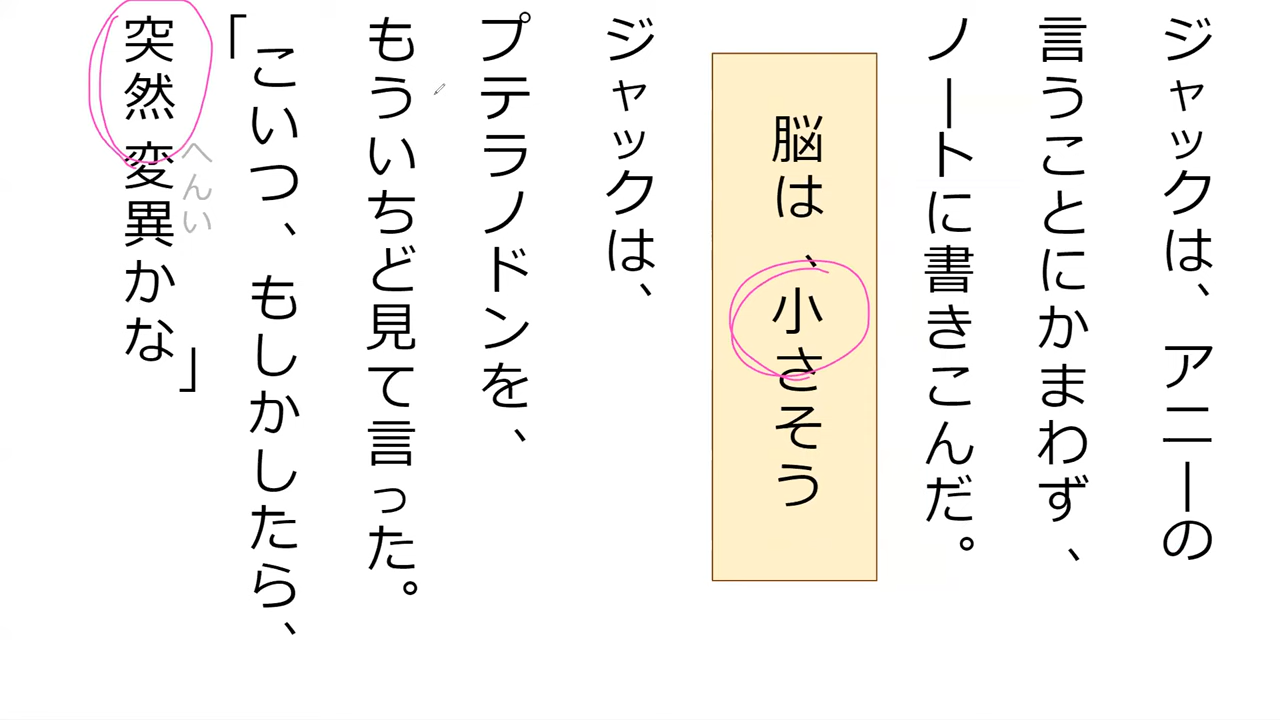 ジャックは、アニーの
言うことにかまわず、
ノートに書きこんだ。
脳は、小さそう
ジャックは、
プテラノドンを、
もういちど見て言った。
「こいつ、もしかしたら、
突然変異かな」
へんい